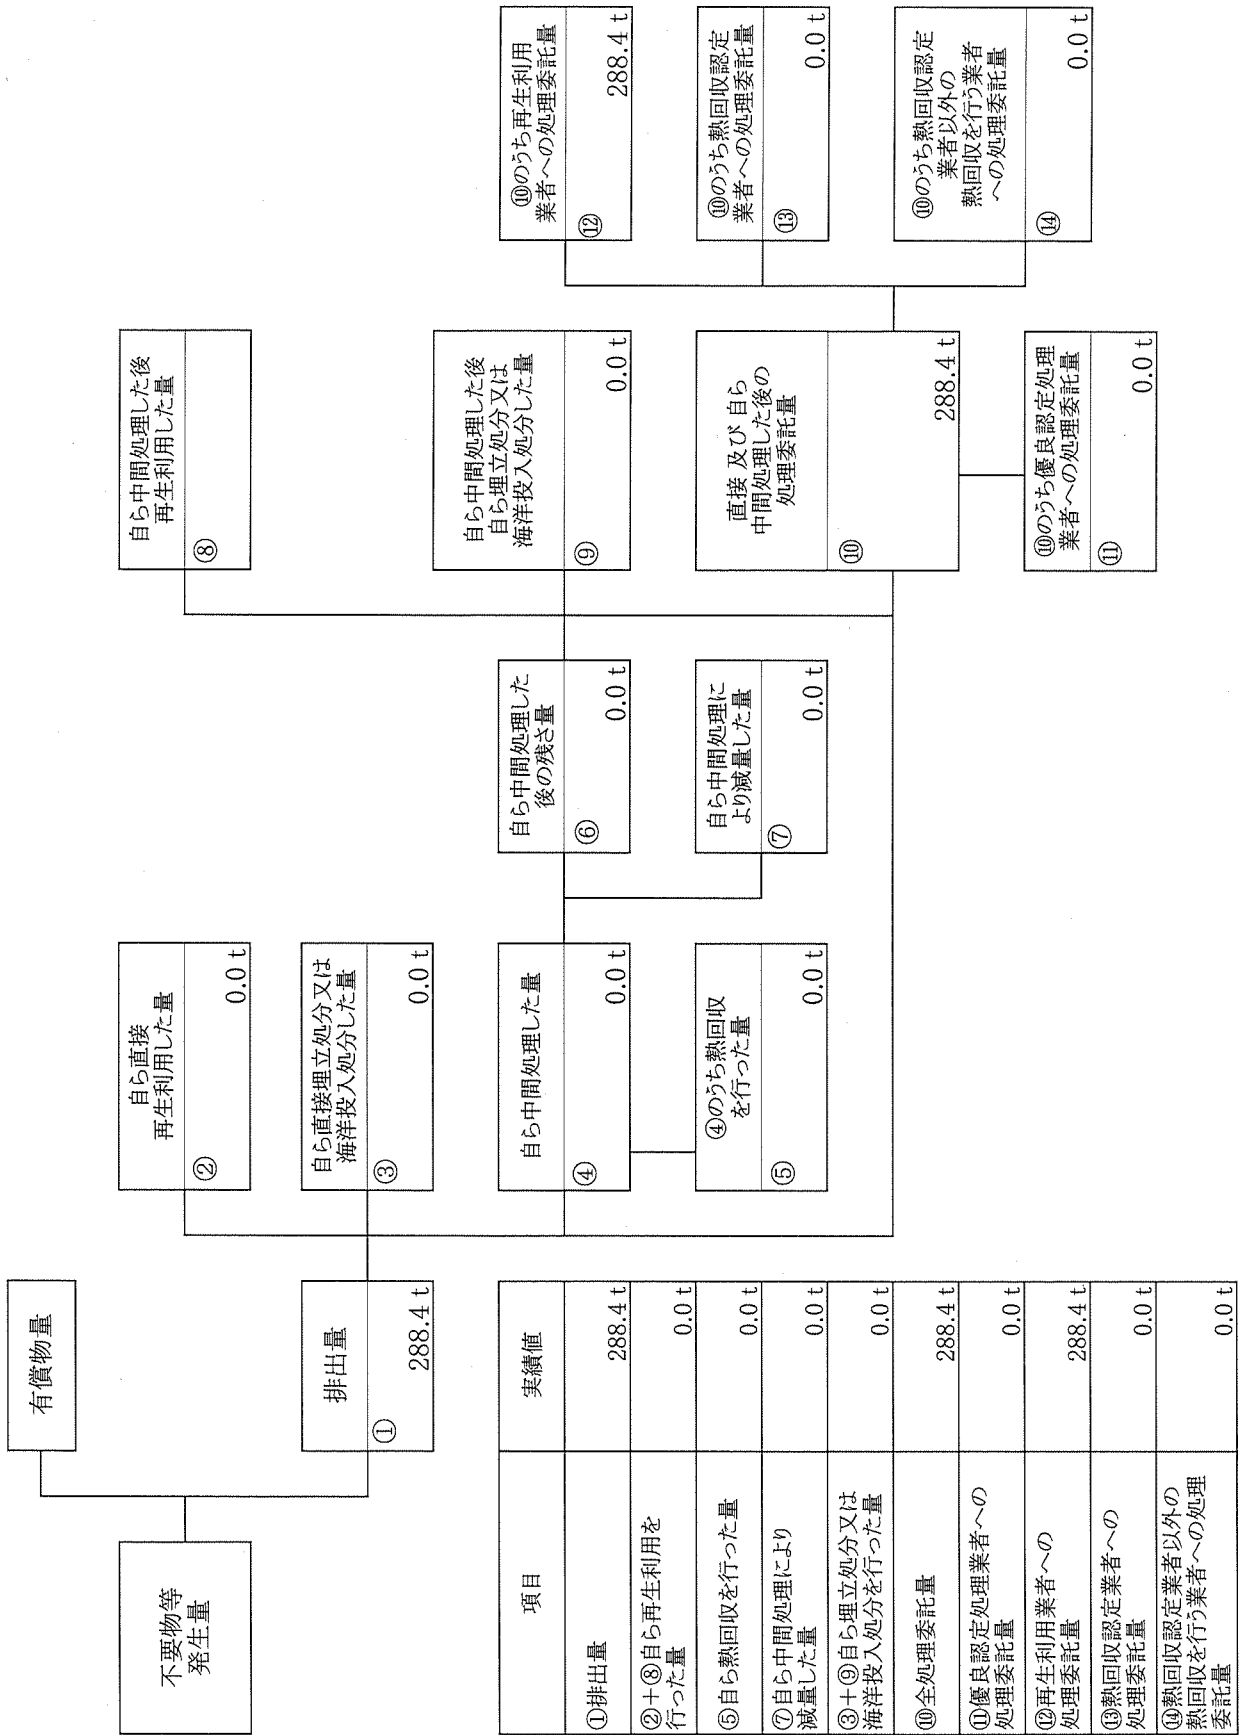 不要物等
発生量
有償物量
排出量
①
288.4 t
自ら直接
再生利用した量
②
0.0 t
自ら直接埋立処分又は
海洋投入処分した量
③
0.0 t
自ら中間処理した量
④
0.0 t
④のうち熱回収
を行った量
⑤
0.0 t
自ら中間処理した
後の残さ量
⑥
0.0 t
自ら中間処理に
より減量した量
⑦
0.0 t
自ら中間処理した後
再生利用した量
⑧
自ら中間処理した後
自ら埋立処分又は
海洋投入処分した量
⑨
0.0 t
直接 及び 自ら
中間処理した後の
処理委託量
⑩
288.4 t
⑩のうち優良認定処理
業者への処理委託量
⑪
0.0 t
⑩のうち再生利用
業者への処理委託量
⑫
288.4 t
⑩のうち熱回収認定
業者への処理委託量
⑬
0.0 t
⑩のうち熱回収認定
業者以外の
熱回収を行う業者
への処理委託量
⑭
0.0 t
項目 実績値
①排出量 288.4 t
②+⑧自ら再生利用を
行った量 0.0 t
⑤自ら熱回収を行った量 0.0 t
⑦自ら中間処理により
減量した量 0.0 t
③+⑨自ら埋立処分又は
海洋投入処分を行った量 0.0 t
⑩全処理委託量 288.4 t
⑪優良認定処理業者への
処理委託量 0.0 t
⑫再生利用業者への
処理委託量 288.4 t
⑬熱回収認定業者への
処理委託量 0.0 t
⑭熱回収認定業者以外の
熱回収を行う業者への処理
委託量 0.0 t